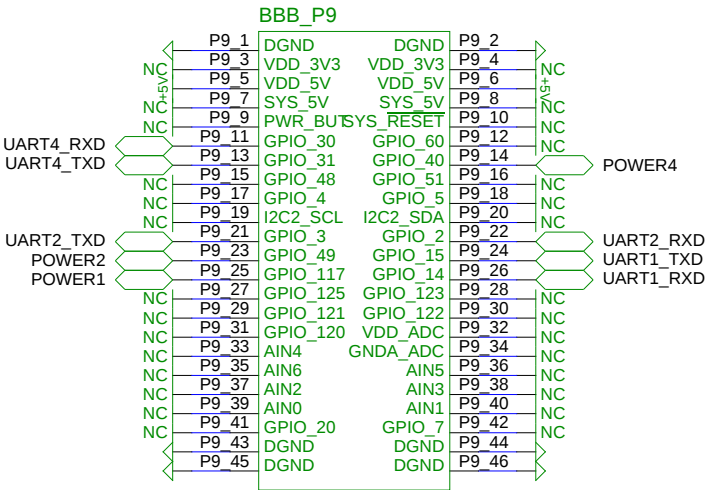 BBB_P9
P9_1 DGND DGND P9_2
NC P9_3 VDD_3V3 VDD_3V3 P9_4 NC
+5V P9_5 VDD_5V VDD_5V P9_6 +5V
NC P9_7 SYS_5V SYS_5V P9_8 NC
NC P9_9 PWR_BUT SYS_RESET P9_10 NC
UART4_RXD P9_11 GPIO_30 GPIO_60 P9_12 NC
UART4_TXD P9_13 GPIO_31 GPIO_40 P9_14 POWER4
NC P9_15 GPIO_48 GPIO_51 P9_16 NC
NC P9_17 GPIO_4 GPIO_5 P9_18 NC
NC P9_19 I2C2_SCL I2C2_SDA P9_20 NC
UART2_TXD P9_21 GPIO_3 GPIO_2 P9_22 UART2_RXD
POWER2 P9_23 GPIO_49 GPIO_15 P9_24 UART1_TXD
POWER1 P9_25 GPIO_117 GPIO_14 P9_26 UART1_RXD
NC P9_27 GPIO_125 GPIO_123 P9_28 NC
NC P9_29 GPIO_121 GPIO_122 P9_30 NC
NC P9_31 GPIO_120 VDD_ADC P9_32 NC
NC P9_33 AIN4 GNDA_ADC P9_34 NC
NC P9_35 AIN6 AIN5 P9_36 NC
NC P9_37 AIN2 AIN3 P9_38 NC
NC P9_39 AIN0 AIN1 P9_40 NC
NC P9_41 GPIO_20 GPIO_7 P9_42 NC
P9_43 DGND DGND P9_44
P9_45 DGND DGND P9_46